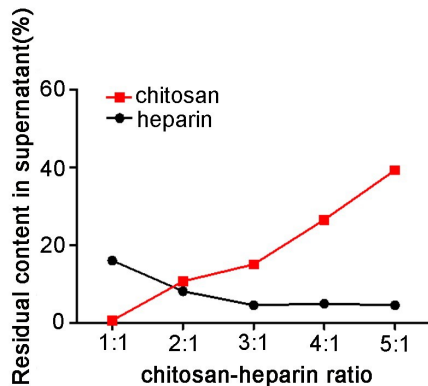 Residual content in supernatant(%)
60
40
20
0
chitosan
heparin
1:1
2:1
3:1
4:1
5:1
chitosan-heparin ratio